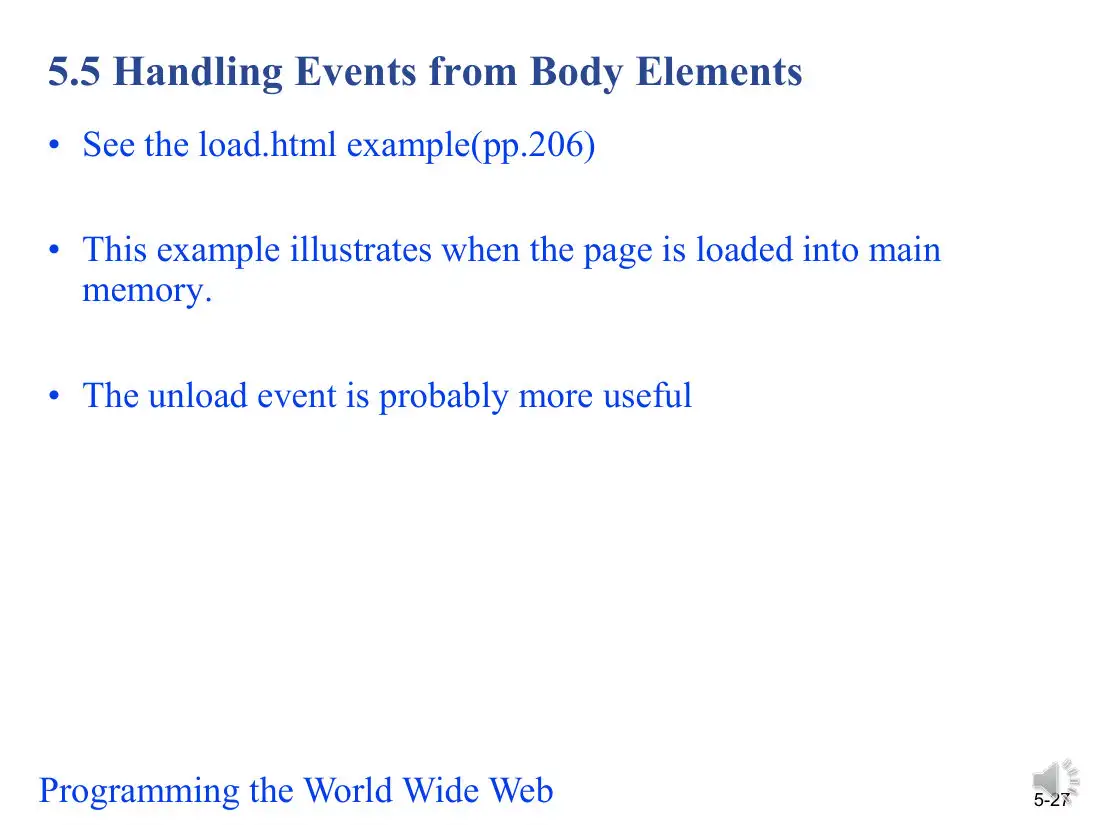 5.5 Handling Events from Body Elements
• See the load.html example(pp.206)
• This example illustrates when the page is loaded into main
memory.
• The unload event is probably more useful
Programming the World Wide Web
5-27